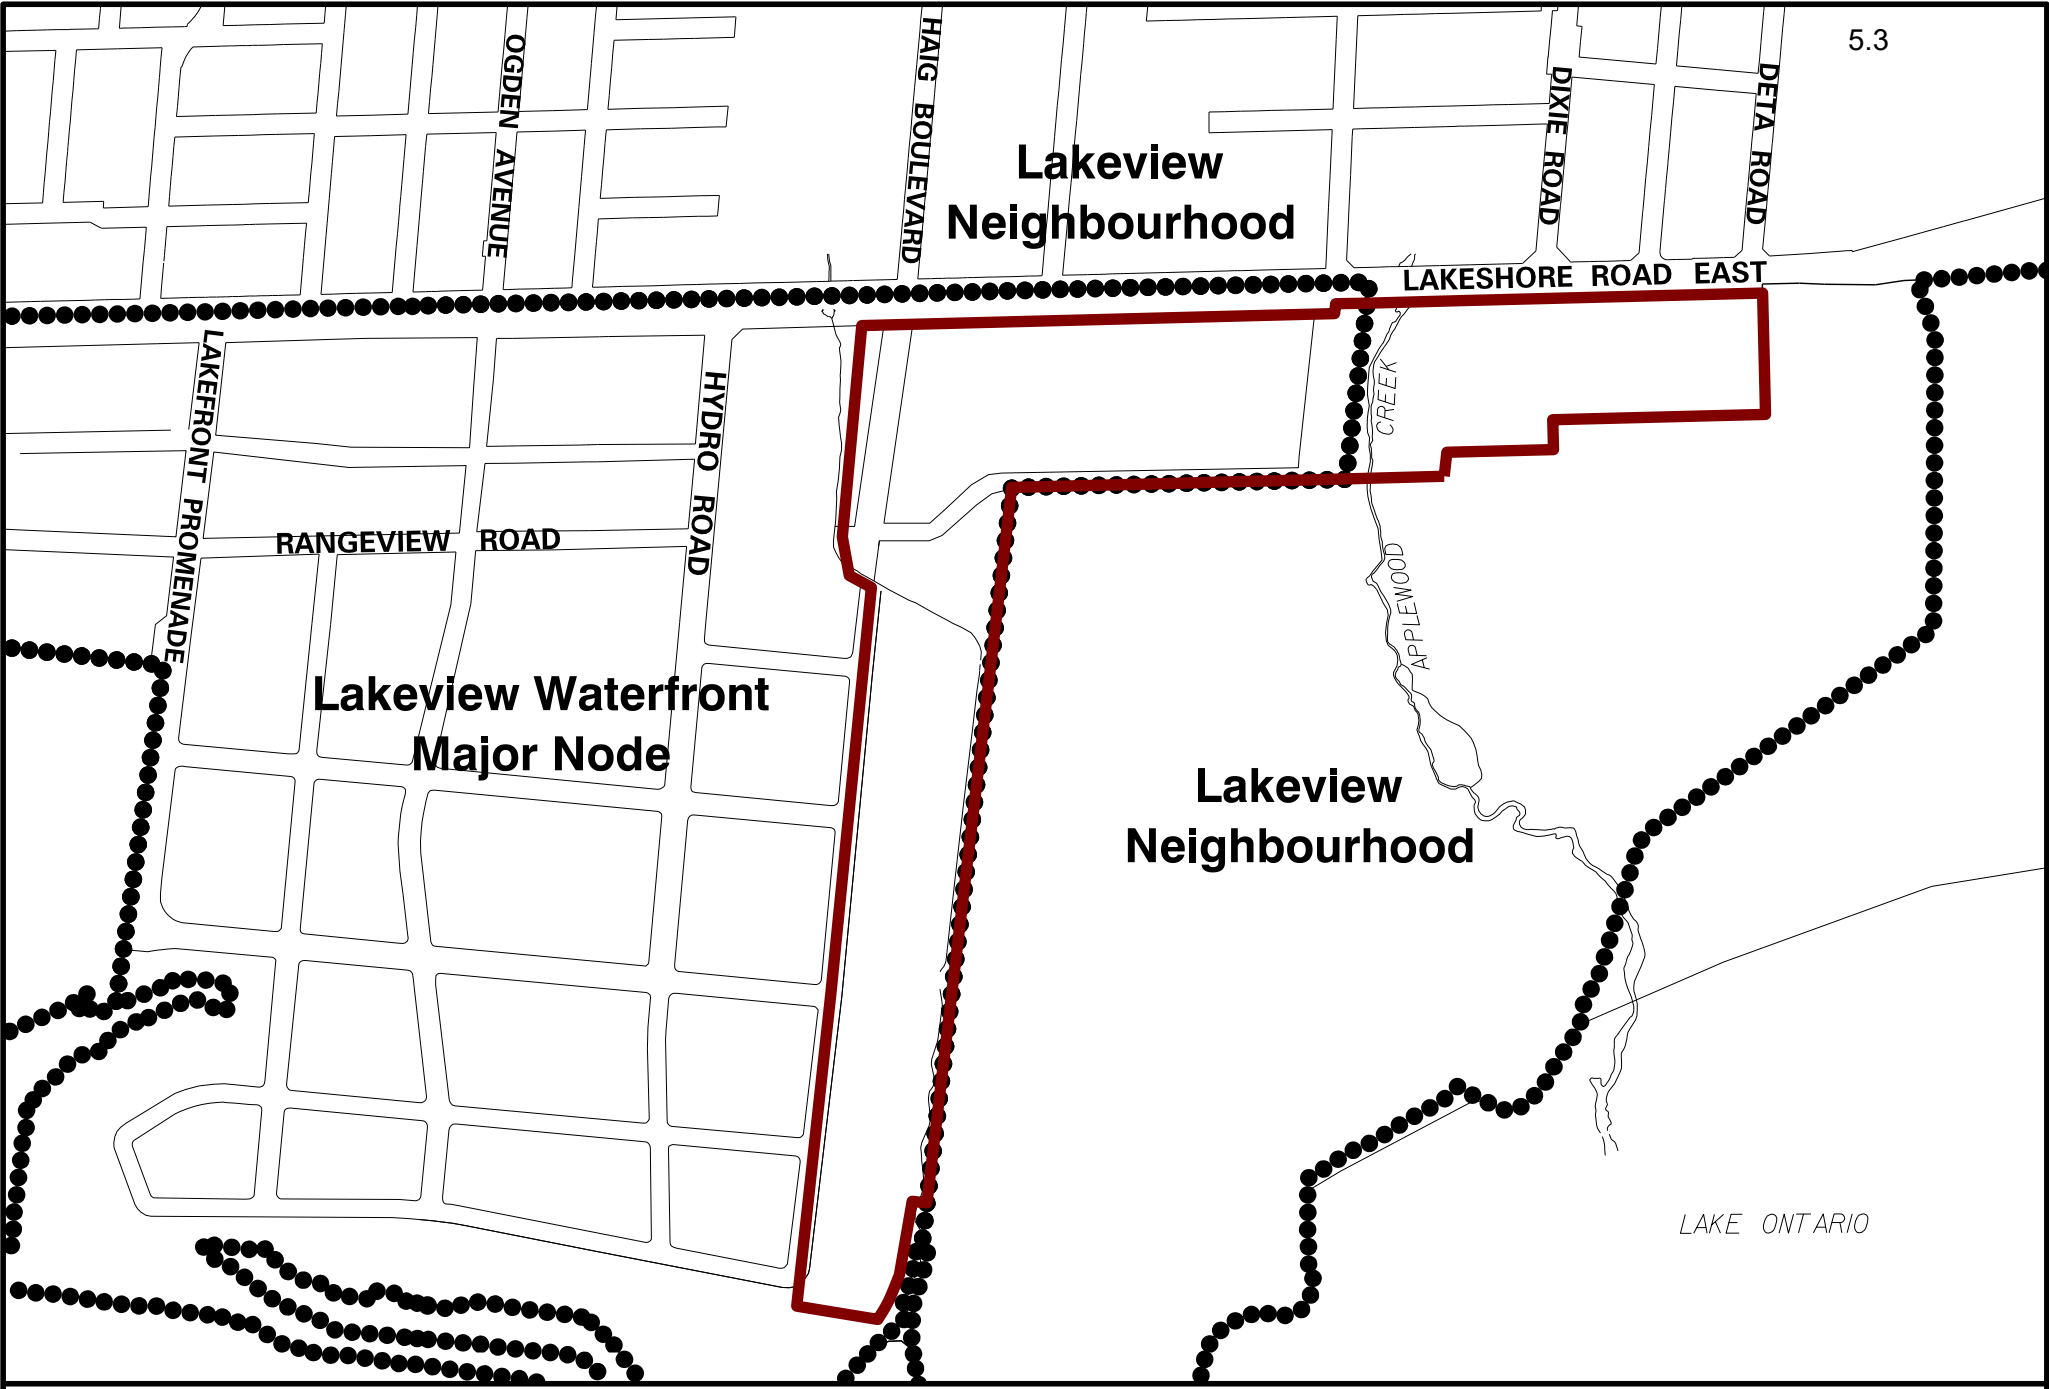 5.3
OGDEN AVENUE
HAIG BOULEVARD
DIXIE ROAD
DETA ROAD
Lakeview
Neighbourhood
LAKESHORE ROAD EAST
LAKEFRONT PROMENADE
HYDRO ROAD
CREEK
APPLEWOOD
RANGEVIEW ROAD
Lakeview Waterfront
Major Node
Lakeview
Neighbourhood
LAKE ONTARIO